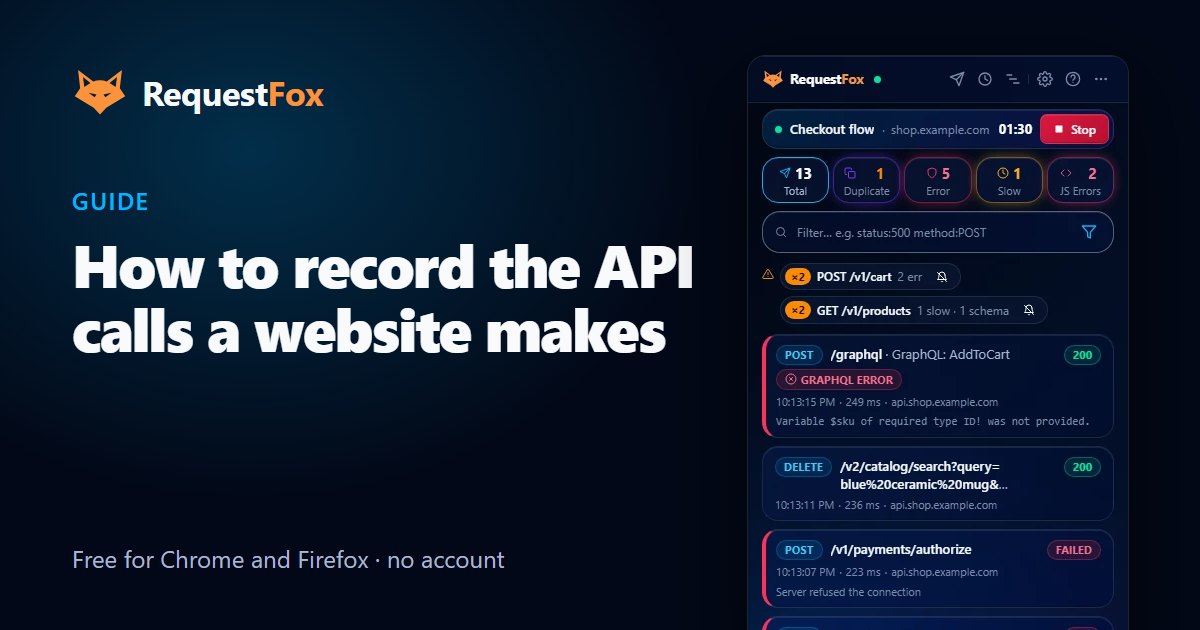 RequestFox
GUIDE
How to record the API
calls a website makes
Free for Chrome and Firefox · no account
RequestFox
Checkout flow · shop.example.com 01:30 Stop
13 Total
1 Duplicate
5 Error
1 Slow
2 JS Errors
Filter... e.g. status:500 method:POST
×2 POST /v1/cart 2 err
×2 GET /v1/products 1 slow · 1 schema
POST /graphql · GraphQL: AddToCart 200
GRAPHQL ERROR
10:13:15 PM · 249 ms · api.shop.example.com
Variable $sku of required type ID! was not provided.
DELETE /v2/catalog/search?query= 200
blue%20ceramic%20mug&...
10:13:11 PM · 236 ms · api.shop.example.com
POST /v1/payments/authorize FAILED
10:13:07 PM · 223 ms · api.shop.example.com
Server refused the connection